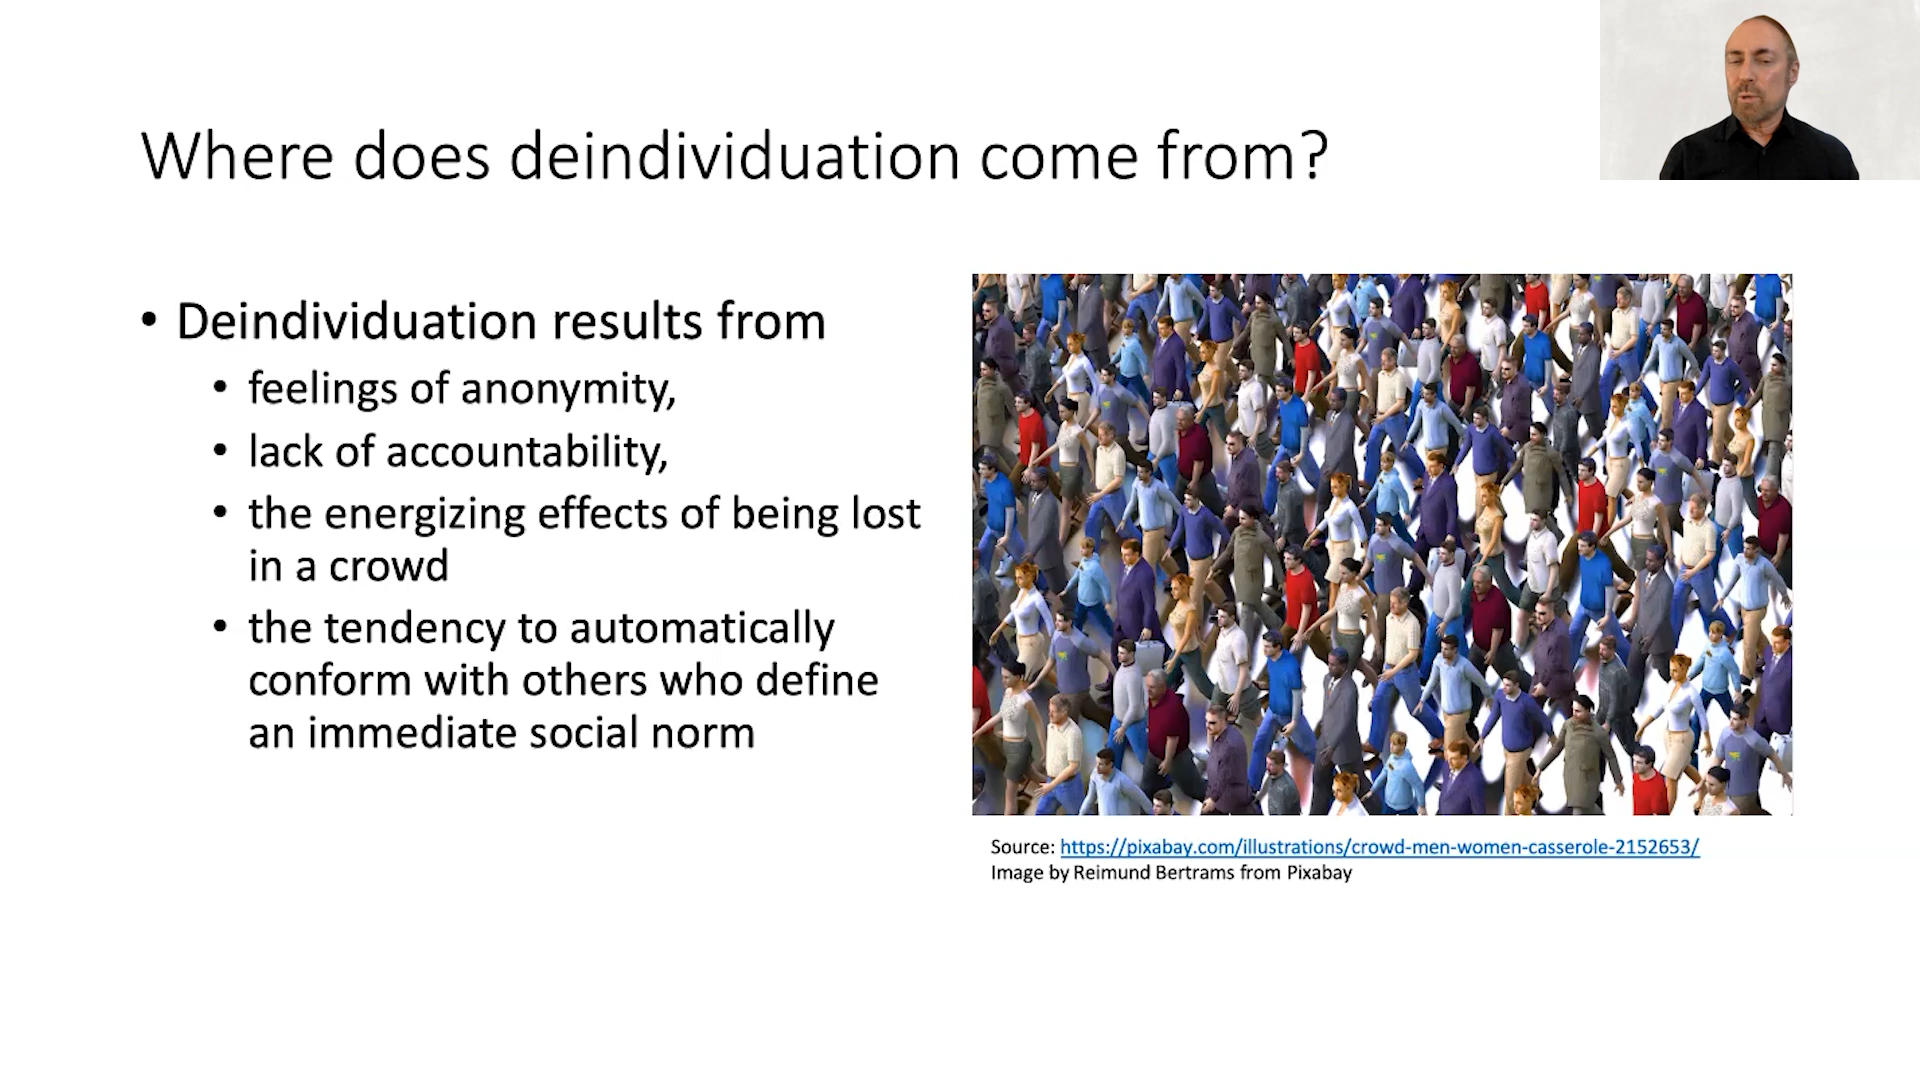 Where does deindividuation come from?
• Deindividuation results from
• feelings of anonymity,
• lack of accountability,
• the energizing effects of being lost
in a crowd
• the tendency to automatically
conform with others who define
an immediate social norm
Source: https://pixabay.com/illustrations/crowd-men-women-casserole-2152653/
Image by Reimund Bertrams from Pixabay